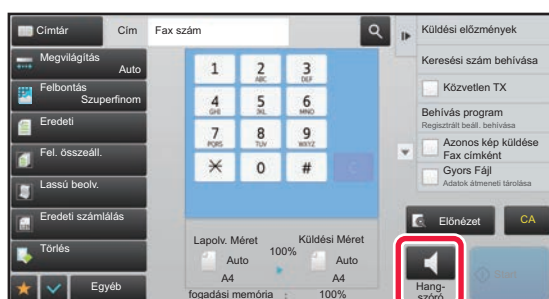 Címtár
Cím
Fax szám
Megvilágítás
Auto
Felbontás
Szuperfinom
Eredeti
Fel. összeáll.
Lassú beolv.
Eredeti számlálás
Törlés
Egyéb
1
2
ABC
3
DEF
4
GHI
5
JKL
6
MNO
7
PQRS
8
TUV
9
WXYZ
0
#
C
Lapolv. Méret
100%
Küldési Méret
Auto
A4
Auto
A4
fogadási memória : 100%
Küldési előzmények
Keresési szám behívása
Közvetlen TX
Behívás program
Regisztrált beáll. behívása
Azonos kép küldése
Fax címként
Gyors Fájl
Adatok átmeneti tárolása
Előnézet
CA
Hang-
szóró
Start